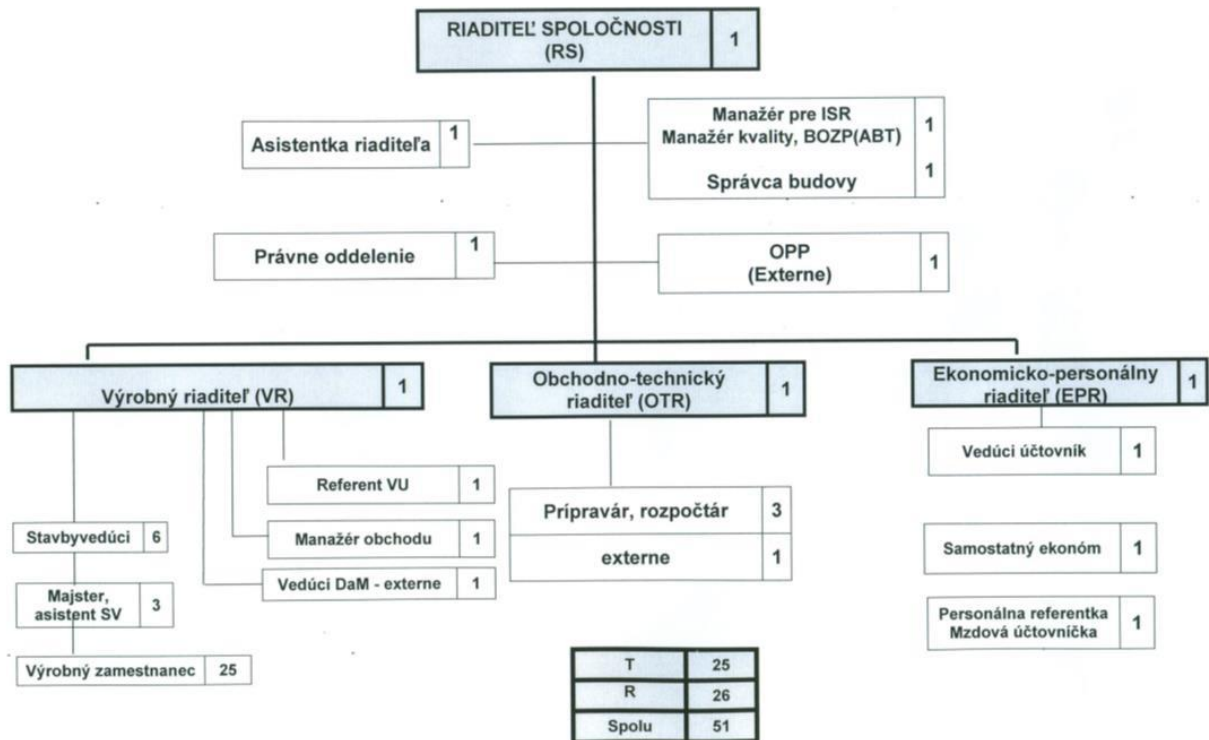 RIADITEĽ SPOLOČNOSTI
(RS)
1
Asistentka riaditeľa
1
Manažér pre ISR
Manažér kvality, BOZP(ABT)
1
Správca budovy
1
Právne oddelenie
1
OPP
(Externe)
1
Výrobný riaditeľ (VR)
1
Obchodno-technický
riaditeľ (OTR)
1
Ekonomicko-personálny
riaditeľ (EPR)
1
Referent VU
1
Stavbyvedúci
6
Manažér obchodu
1
Vedúci DaM - externe
1
Majster,
asistent SV
3
Výrobný zamestnanec
25
Prípravár, rozpočtár
3
externe
1
Vedúci účtovník
1
Samostatný ekonóm
1
Personálna referentka
Mzdová účtovníčka
1
T 25
R 26
Spolu 51